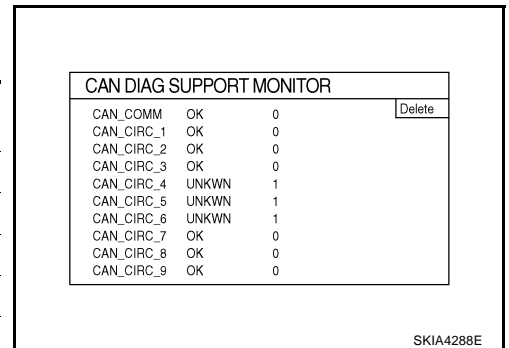 CAN DIAG SUPPORT MONITOR
Delete
CAN_COMM OK 0
CAN_CIRC_1 OK 0
CAN_CIRC_2 OK 0
CAN_CIRC_3 OK 0
CAN_CIRC_4 UNKWN 1
CAN_CIRC_5 UNKWN 1
CAN_CIRC_6 UNKWN 1
CAN_CIRC_7 OK 0
CAN_CIRC_8 OK 0
CAN_CIRC_9 OK 0
SKIA4288E